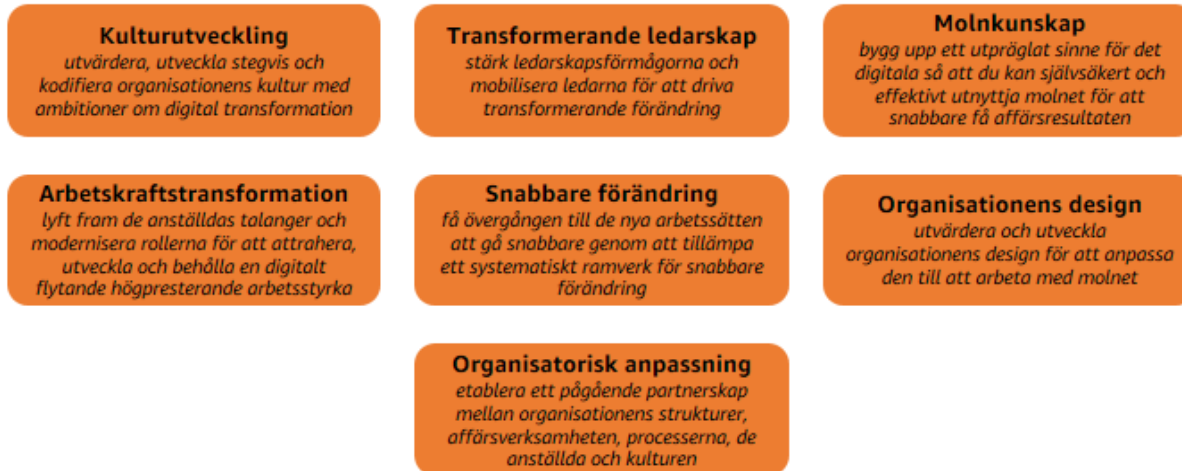 Kulturutveckling
utvärdera, utveckla stegvis och
kodifiera organisationens kultur med
ambitioner om digital transformation
Transformerande ledarskap
stärk ledarskapsförmågorna och
mobilisera ledarna för att driva
transformerande förändring
Molnkunskap
bygg upp ett utpräglat sinne för det
digitala så att du kan självsäkert och
effektivt utnyttja molnet för att
snabbare få affärsresultaten
Arbetskraftstransformation
lyft fram de anställdas talanger och
modernisera rollerna för att attrahera,
utveckla och behålla en digitalt
flytande högpresterande arbetsstyrka
Snabbare förändring
få övergången till de nya arbetssätten
att gå snabbare genom att tillämpa
ett systematiskt ramverk för snabbare
förändring
Organisationens design
utvärdera och utveckla
organisationens design för att anpassa
den till att arbeta med molnet
Organisatorisk anpassning
etablera ett pågående partnerskap
mellan organisationens strukturer,
affärsverksamheten, processerna, de
anställda och kulturen